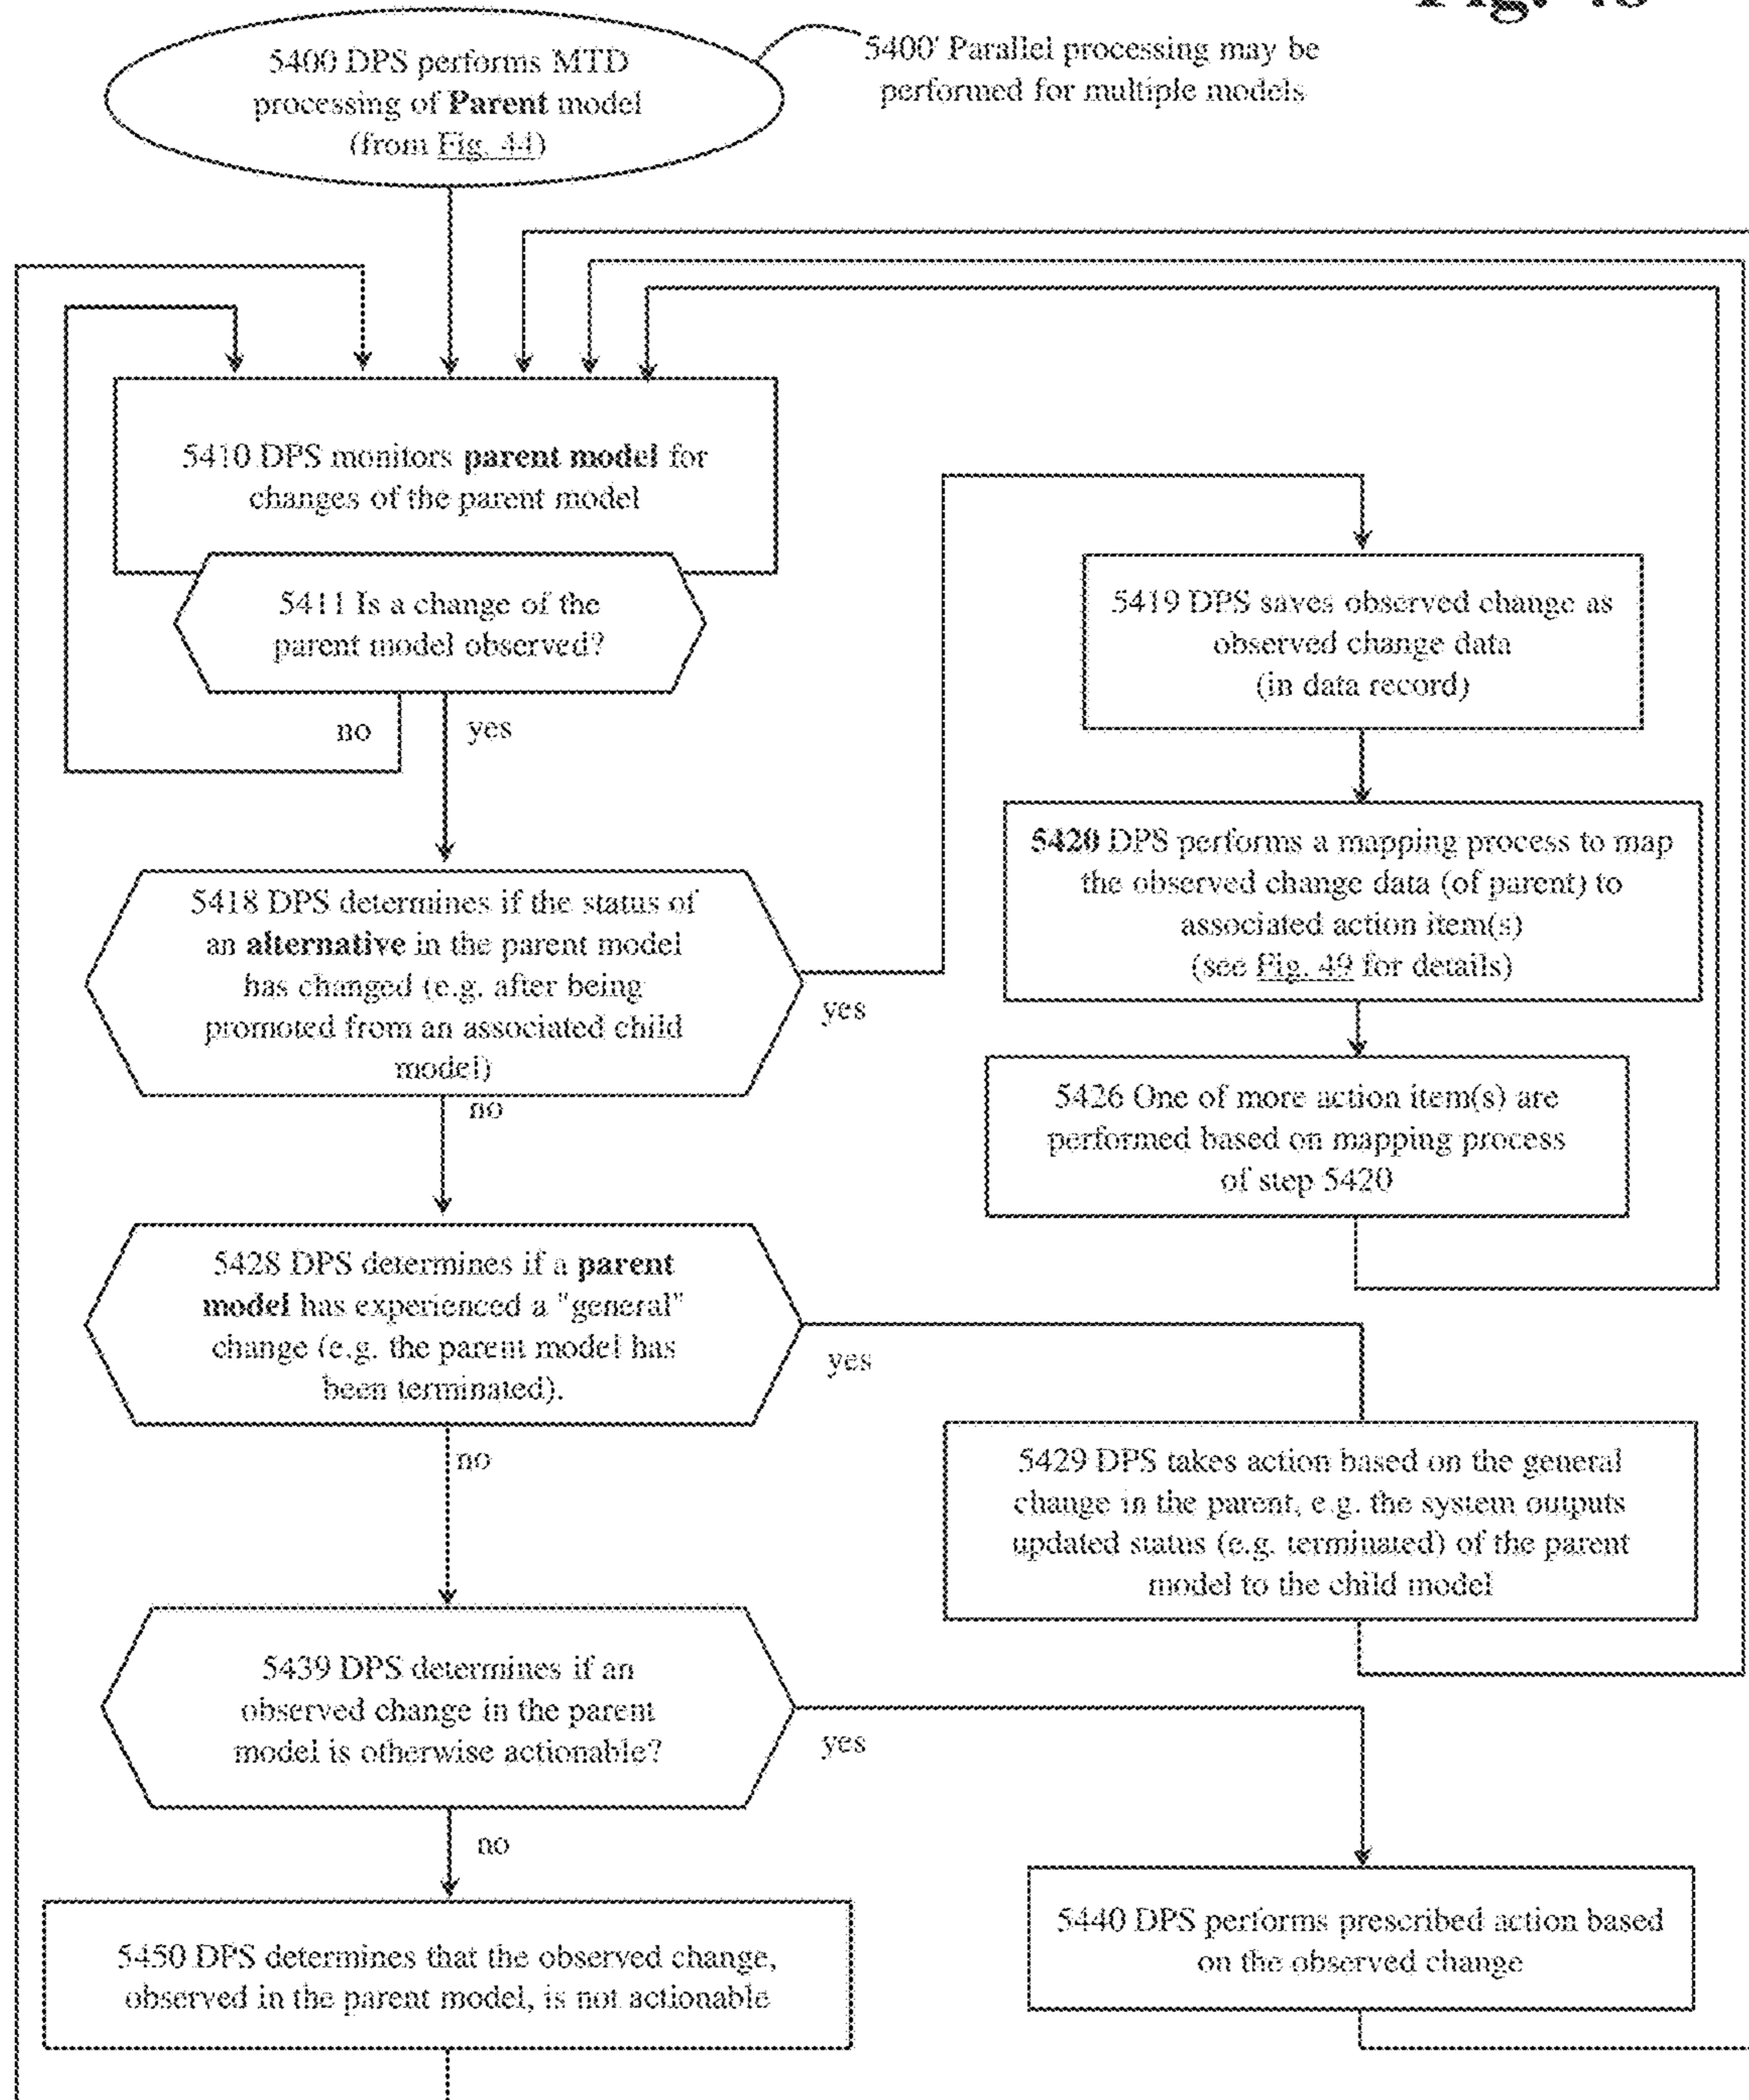 5400 DPS performs MTD
processing of Parent model
(from Fig. 44)
5400' Parallel processing may be
performed for multiple models
5410 DPS monitors parent model for
changes of the parent model
5411 Is a change of the
parent model observed?
no
yes
5419 DPS saves observed change as
observed change data
(in data record)
5420 DPS performs a mapping process to map
the observed change data (of parent) to
associated action item(s)
(see Fig. 49 for details)
5418 DPS determines if the status of
an alternative in the parent model
has changed (e.g. after being
promoted from an associated child
model)
yes
no
5426 One of more action item(s) are
performed based on mapping process
of step 5420
5428 DPS determines if a parent
model has experienced a "general"
change (e.g. the parent model has
been terminated).
yes
no
5429 DPS takes action based on the general
change in the parent, e.g. the system outputs
updated status (e.g. terminated) of the parent
model to the child model
5439 DPS determines if an
observed change in the parent
model is otherwise actionable?
yes
no
5440 DPS performs prescribed action based
on the observed change
5450 DPS determines that the observed change,
observed in the parent model, is not actionable